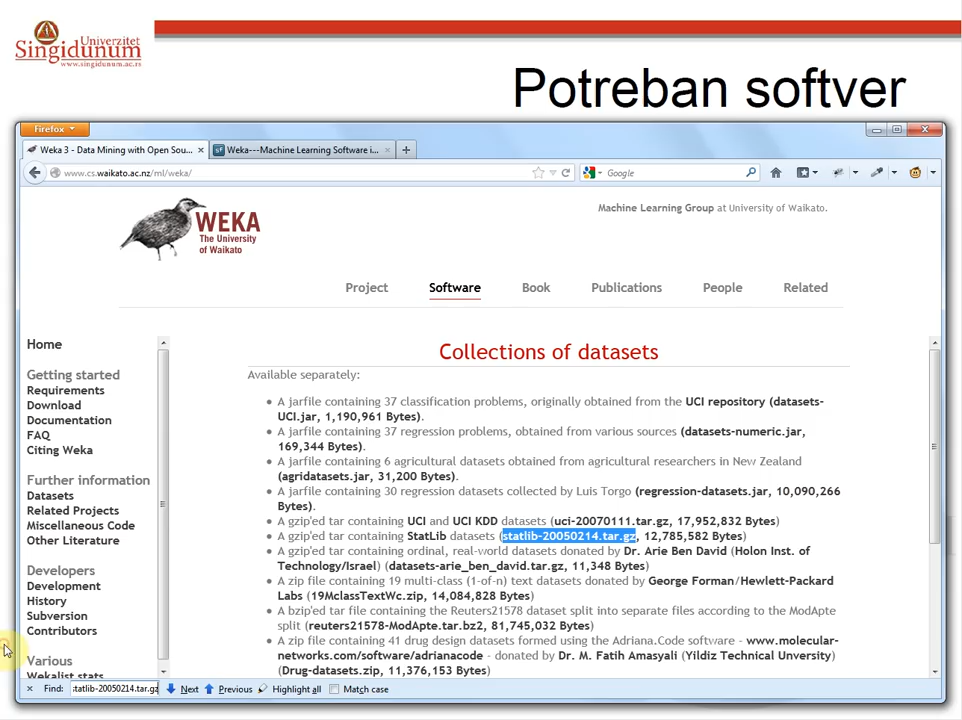 Univerzitet
Singidunum
www.singidunum.ac.rs
Potreban softver
Firefox
Weka 3 - Data Mining with Open Sou...
Weka---Machine Learning Software i...
www.cs.waikato.ac.nz/ml/weka/
Google
WEKA
The University
of Waikato
Machine Learning Group at University of Waikato.
Project Software Book Publications People Related
Home
Getting started
Requirements
Download
Documentation
FAQ
Citing Weka
Further information
Datasets
Related Projects
Miscellaneous Code
Other Literature
Developers
Development
History
Subversion
Contributors
Various
Wekalist stats
Collections of datasets
Available separately:
A jarfile containing 37 classification problems, originally obtained from the UCI repository (datasets-
UCI.jar, 1,190,961 Bytes).
A jarfile containing 37 regression problems, obtained from various sources (datasets-numeric.jar,
169,344 Bytes).
A jarfile containing 6 agricultural datasets obtained from agricultural researchers in New Zealand
(agridatasets.jar, 31,200 Bytes).
A jarfile containing 30 regression datasets collected by Luis Torgo (regression-datasets.jar, 10,090,266
Bytes).
A gzip'ed tar containing UCI and UCI KDD datasets (uci-20070111.tar.gz, 17,952,832 Bytes)
A gzip'ed tar containing StatLib datasets (statlib-20050214.tar.gz, 12,785,582 Bytes)
A gzip'ed tar containing ordinal, real-world datasets donated by Dr. Arie Ben David (Holon Inst. of
Technology/Israel) (datasets-arie_ben_david.tar.gz, 11,348 Bytes)
A zip file containing 19 multi-class (1-of-n) text datasets donated by George Forman/Hewlett-Packard
Labs (19MclassTextWc.zip, 14,084,828 Bytes)
A bzip'ed tar file containing the Reuters21578 dataset split into separate files according to the ModApte
split (reuters21578-ModApte.tar.bz2, 81,745,032 Bytes)
A zip file containing 41 drug design datasets formed using the Adriana.Code software - www.molecular-
networks.com/software/adrianacode - donated by Dr. M. Fatih Amasyali (Yildiz Technical Unversity)
(Drug-datasets.zip, 11,376,153 Bytes)
Find: tatlib-20050214.tar.gz Next Previous Highlight all Match case